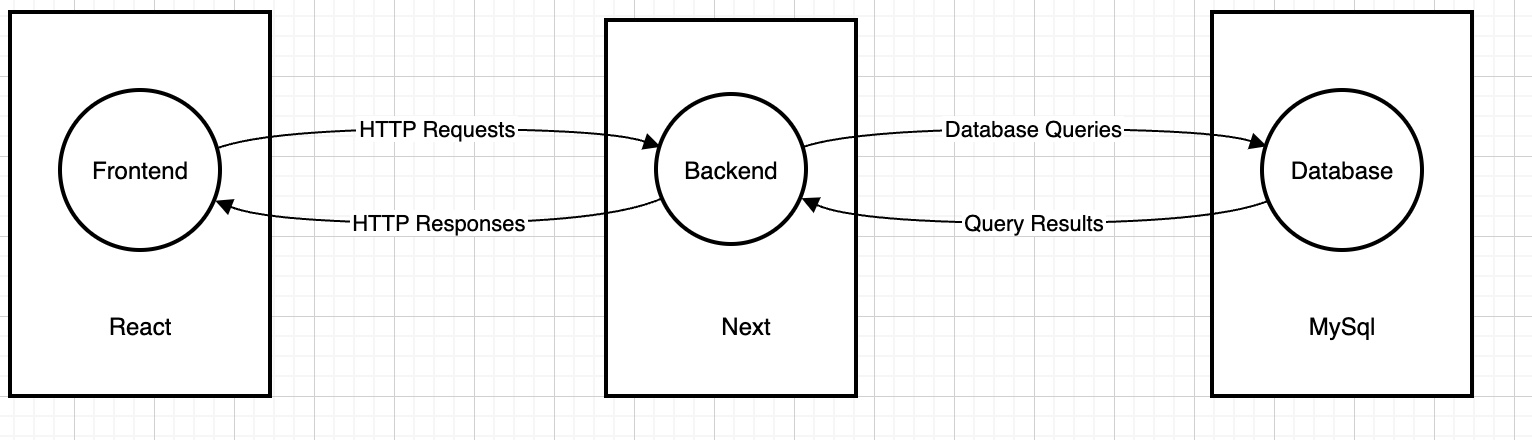 HTTP Requests
Database Queries
Frontend
Backend
Database
HTTP Responses
Query Results
React
Next
MySql